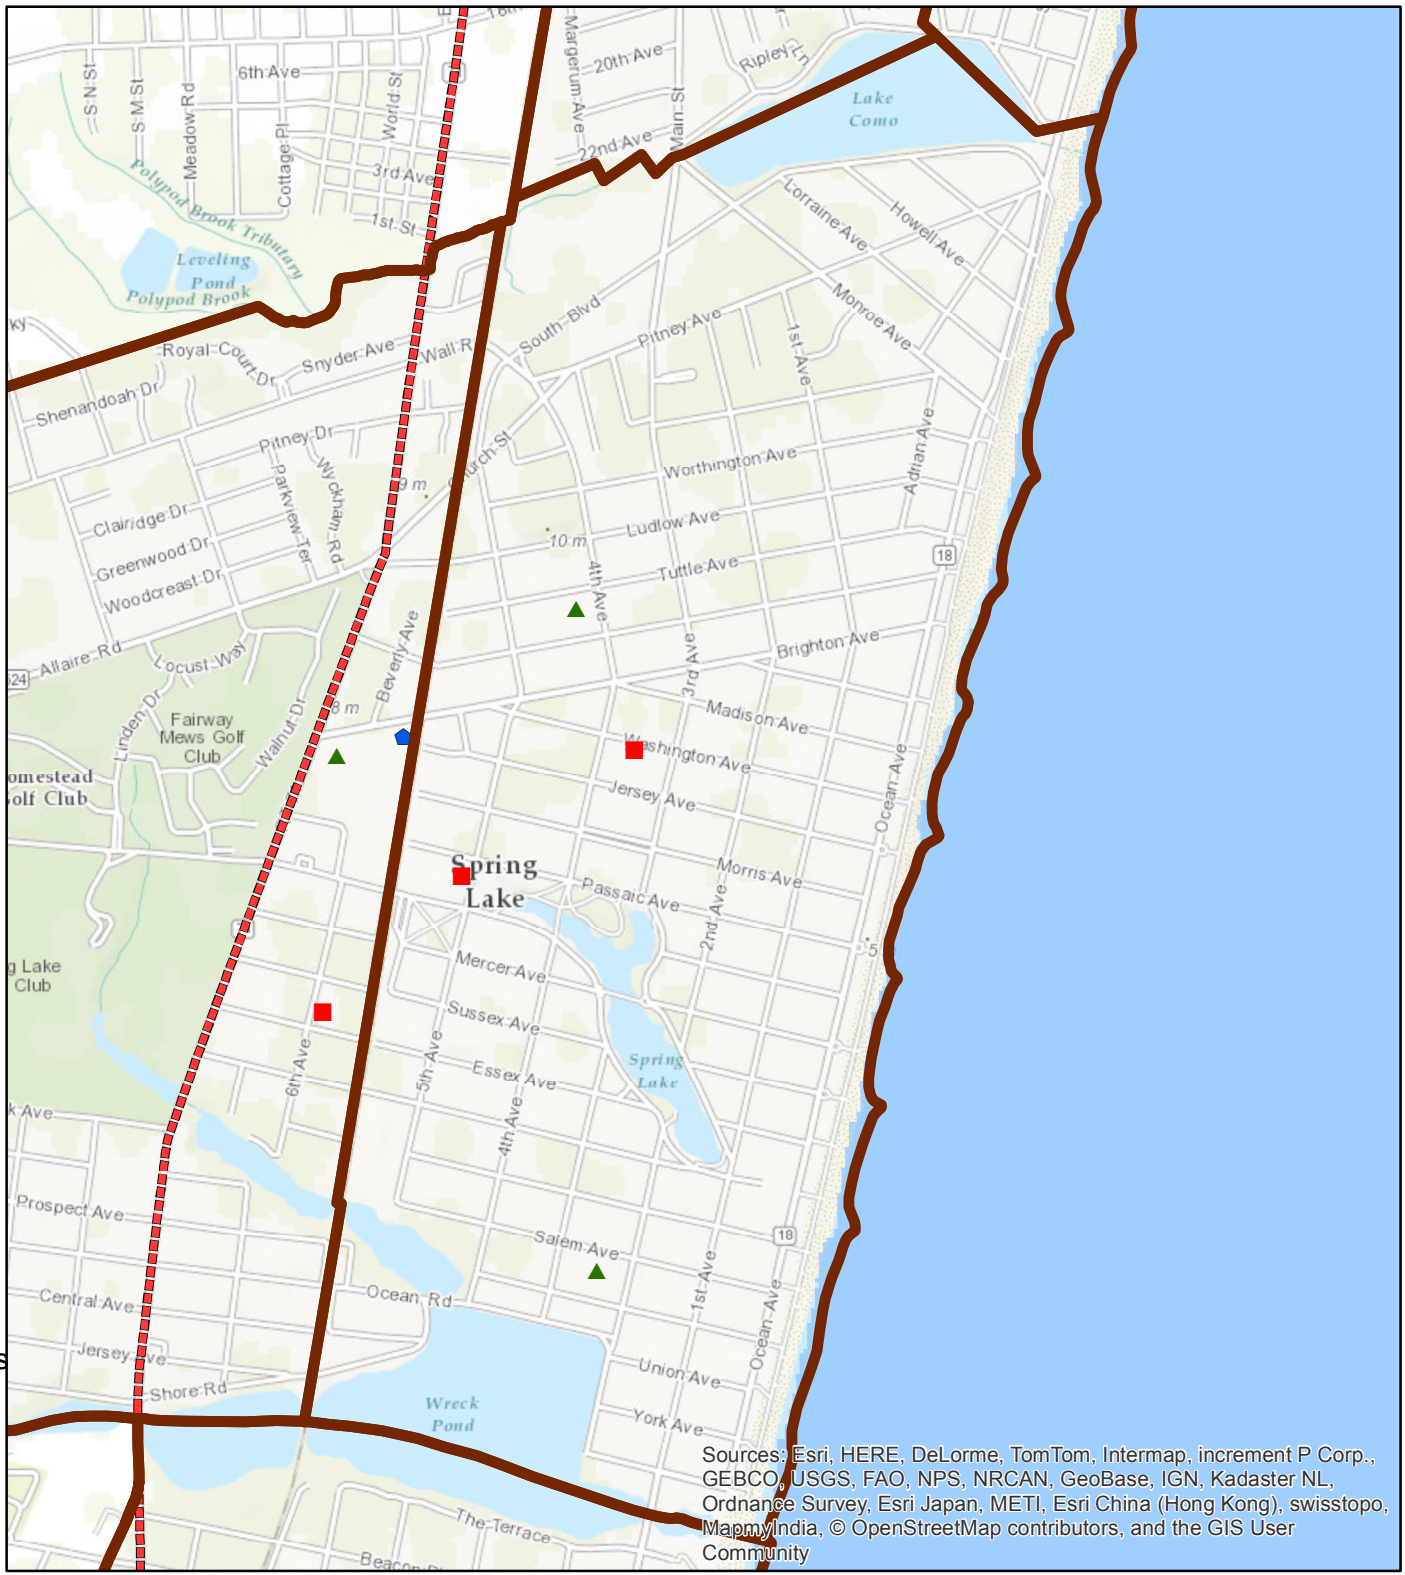 16th
S N St
S M St
Meadow Rd
6th Ave
Cottage Pl
World St
3rd Ave
1st St
Margerum Ave
20th Ave
Main St
22nd Ave
Ripley Ln
Lake
Como
Polypod Brook Tributary
Leveling
Pond
Polypod Brook
Lorraine Ave
Howell Ave
Monroe Ave
ky
Royal Court Dr
Snyder Ave
Wall R
South Blvd
Pitney Ave
1st Ave
Shenandoah Dr
Pitney Dr
Church St
Parkview Ter
Wyckham Rd
9 m
Worthington Ave
Adrian Ave
Clairidge Dr
Greenwood Dr
Woodcreast Dr
Ludlow Ave
10 m
Tuttle Ave
4th Ave
18
Allaire Rd
524
Locust Way
Beverly Ave
Brighton Ave
3rd Ave
Linden Dr
Walnut Dr
8 m
Fairway
Mews Golf
Club
Madison Ave
Washington Ave
omestead
Golf Club
Jersey Ave
Ocean Ave
Spring
Lake
Morris Ave
Passaic Ave
2nd Ave
5
g Lake
Club
Mercer Ave
Sussex Ave
Essex Ave
6th Ave
5th Ave
4th Ave
Spring
Lake
k Ave
Prospect Ave
Salem Ave
18
Central Ave
Ocean Rd
1st Ave
Ocean Ave
Jersey Ave
s
Shore Rd
Union Ave
Wreck
Pond
York Ave
The Terrace
Beacon
Sources: Esri, HERE, DeLorme, TomTom, Intermap, increment P Corp.,
GEBCO, USGS, FAO, NPS, NRCAN, GeoBase, IGN, Kadaster NL,
Ordnance Survey, Esri Japan, METI, Esri China (Hong Kong), swisstopo,
MapmyIndia, © OpenStreetMap contributors, and the GIS User
Community